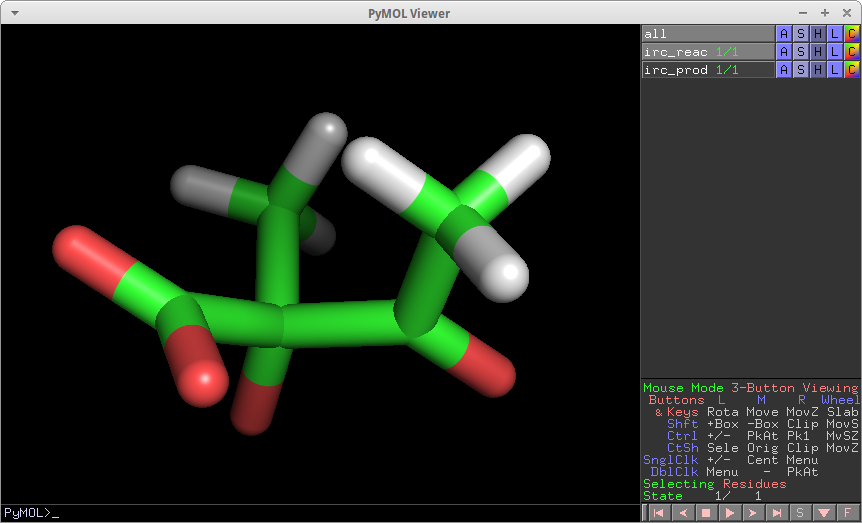 PyMOL Viewer
all A S H L C
irc_reac 1/1 A S H L C
irc_prod 1/1 A S H L C
Mouse Mode 3-Button Viewing
Buttons L M R Wheel
& Keys Rota Move MovZ Slab
Shft +Box -Box Clip MovS
Ctrl +/- PkAt Pk1 MvSZ
CtSh Sele Orig Clip MovZ
SnglClk +/- Cent Menu
DblClk Menu - PkAt
Selecting Residues
State 1/ 1
PyMOL>_ S F